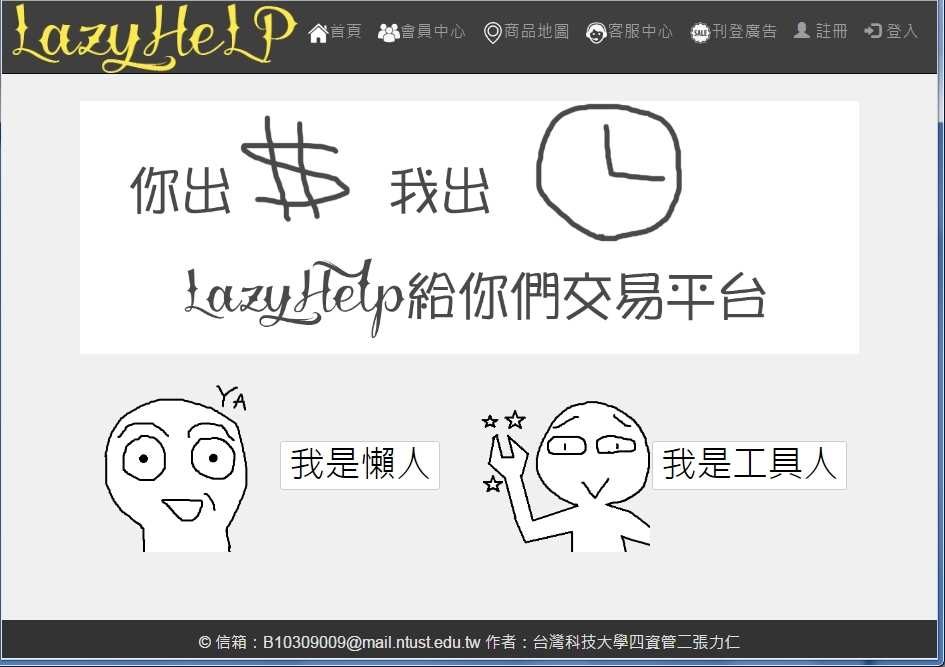 LazyHeLP 首頁 會員中心 商品地圖 客服中心 SALE 刊登廣告 註冊 登入
你出 $ 我出
LazyHelp給你們交易平台
YA
我是懶人
我是工具人
© 信箱：B10309009@mail.ntust.edu.tw 作者：台灣科技大學四資管二張力仁